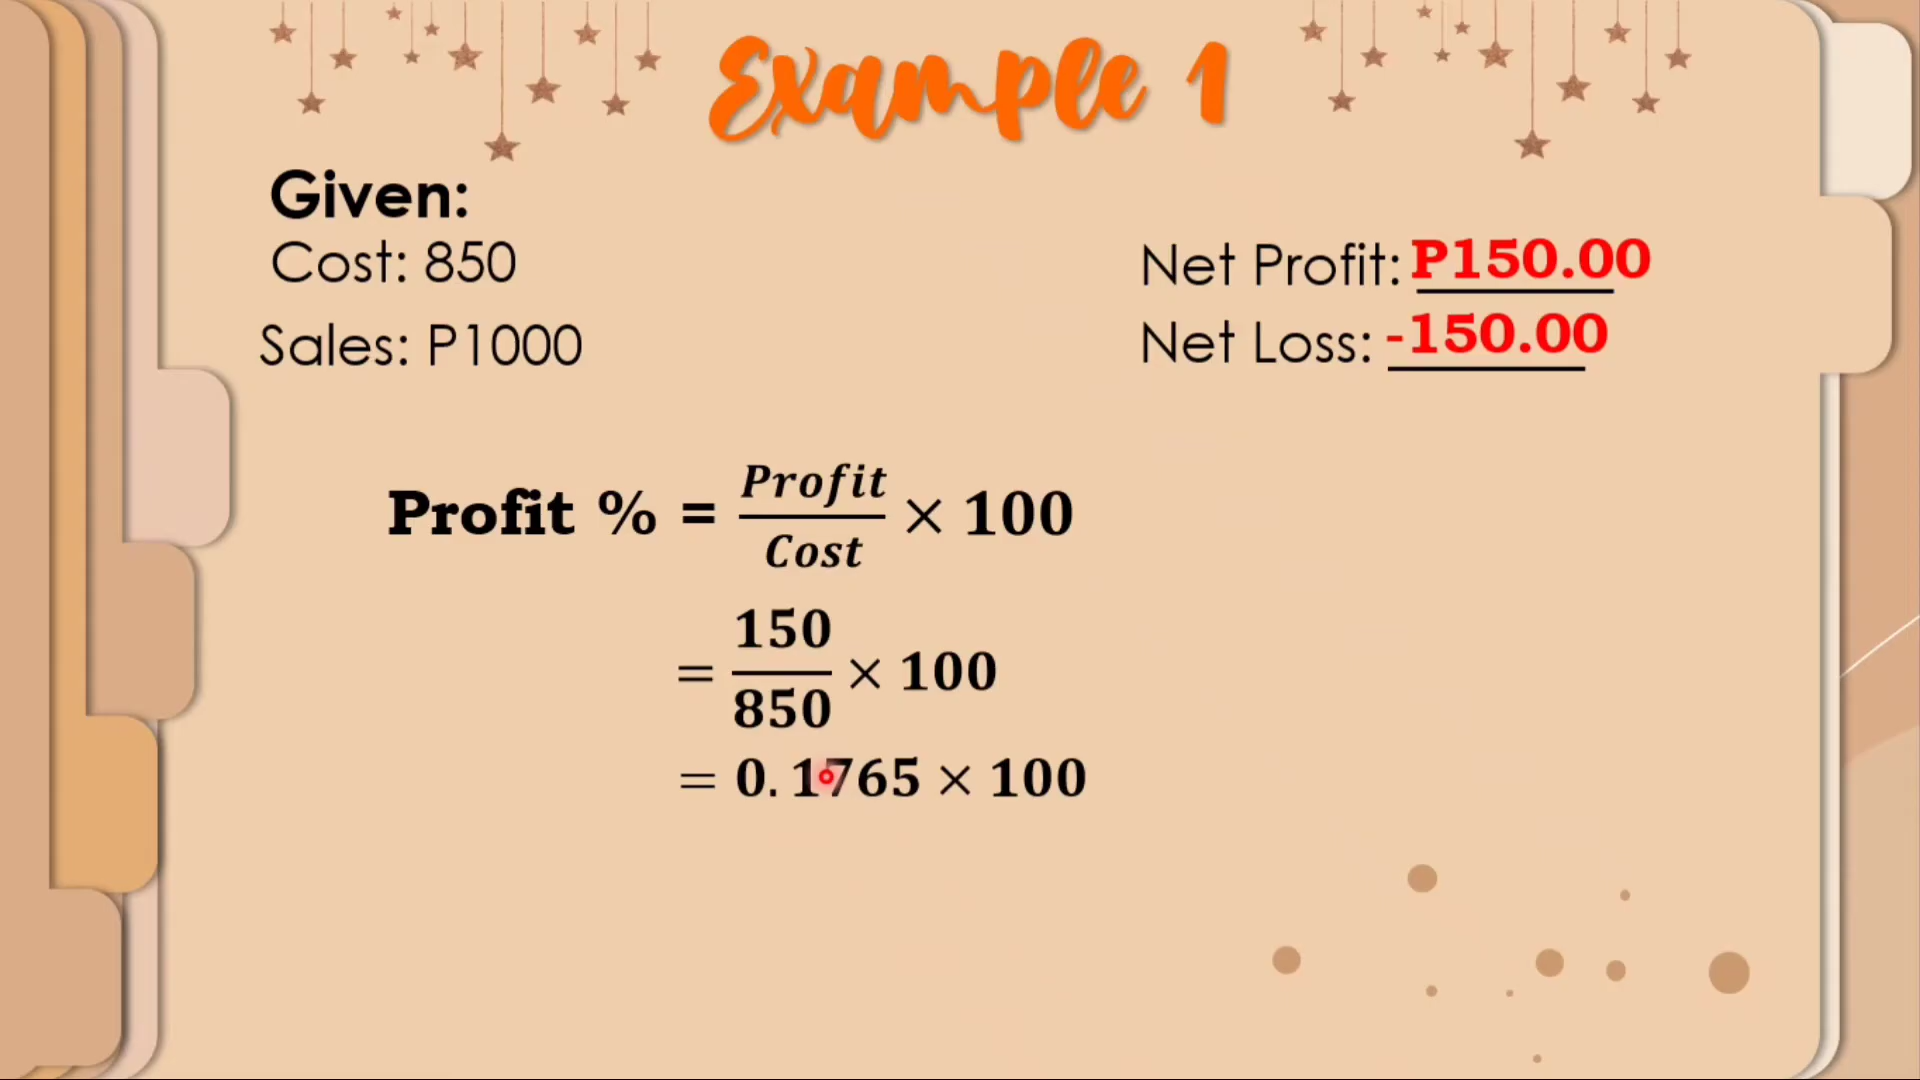 Example 1
Given:
Cost: 850
Sales: P1000
Net Profit: P150.00
Net Loss: -150.00
Profit % = Profit/Cost × 100
= 150/850 × 100
= 0.1765 × 100